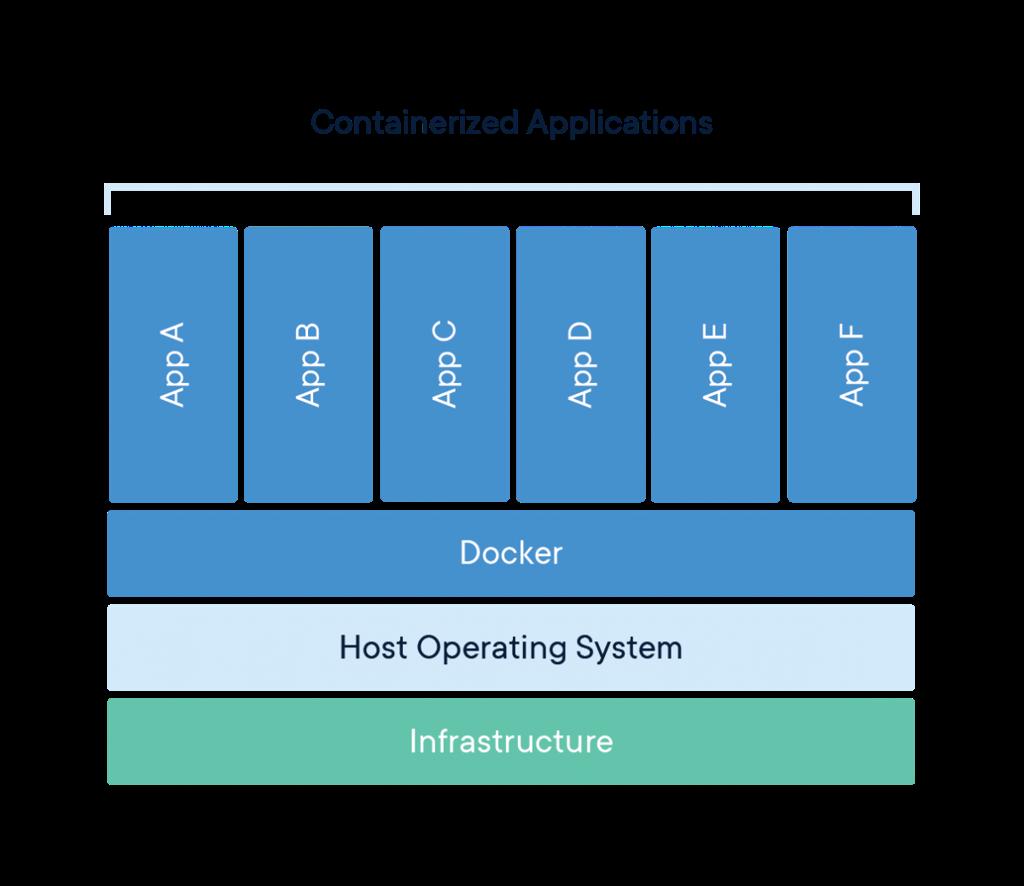 Containerized Applications
App A
App B
App C
App D
App E
App F
Docker
Host Operating System
Infrastructure